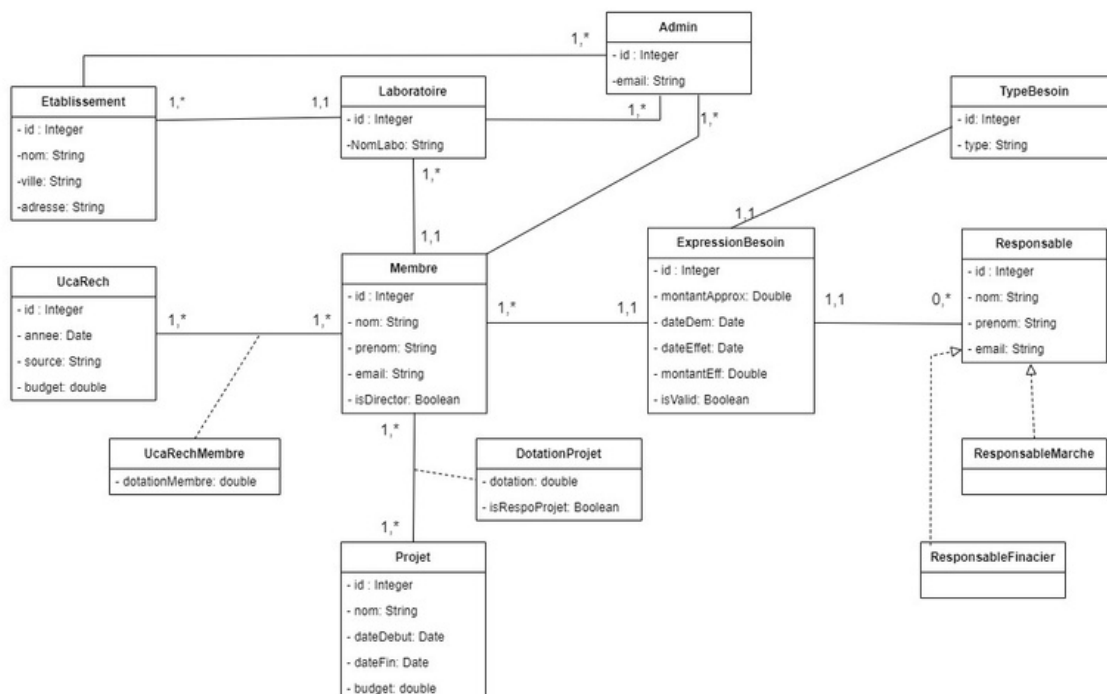 Admin
- id : Integer
-email: String
1,*
Etablissement
- id : Integer
-nom: String
-ville: String
-adresse: String
1,*
1,1
Laboratoire
- id : Integer
-NomLabo: String
1,*
1,*
TypeBesoin
- id: Integer
- type: String
1,*
1,1
1,1
UcaRech
- id : Integer
- annee: Date
- source: String
- budget: double
1,*
1,*
Membre
- id : Integer
- nom: String
- prenom: String
- email: String
- isDirector: Boolean
1,*
1,1
ExpressionBesoin
- id : Integer
- montantApprox: Double
- dateDem: Date
- dateEffet: Date
- montantEff: Double
- isValid: Boolean
1,1
0,*
Responsable
- id : Integer
- nom: String
- prenom: String
- email: String
1,*
UcaRechMembre
- dotationMembre: double
DotationProjet
- dotation: double
- isRespoProjet: Boolean
ResponsableMarche
1,*
Projet
- id : Integer
- nom: String
- dateDebut: Date
- dateFin: Date
- budget: double
ResponsableFinacier